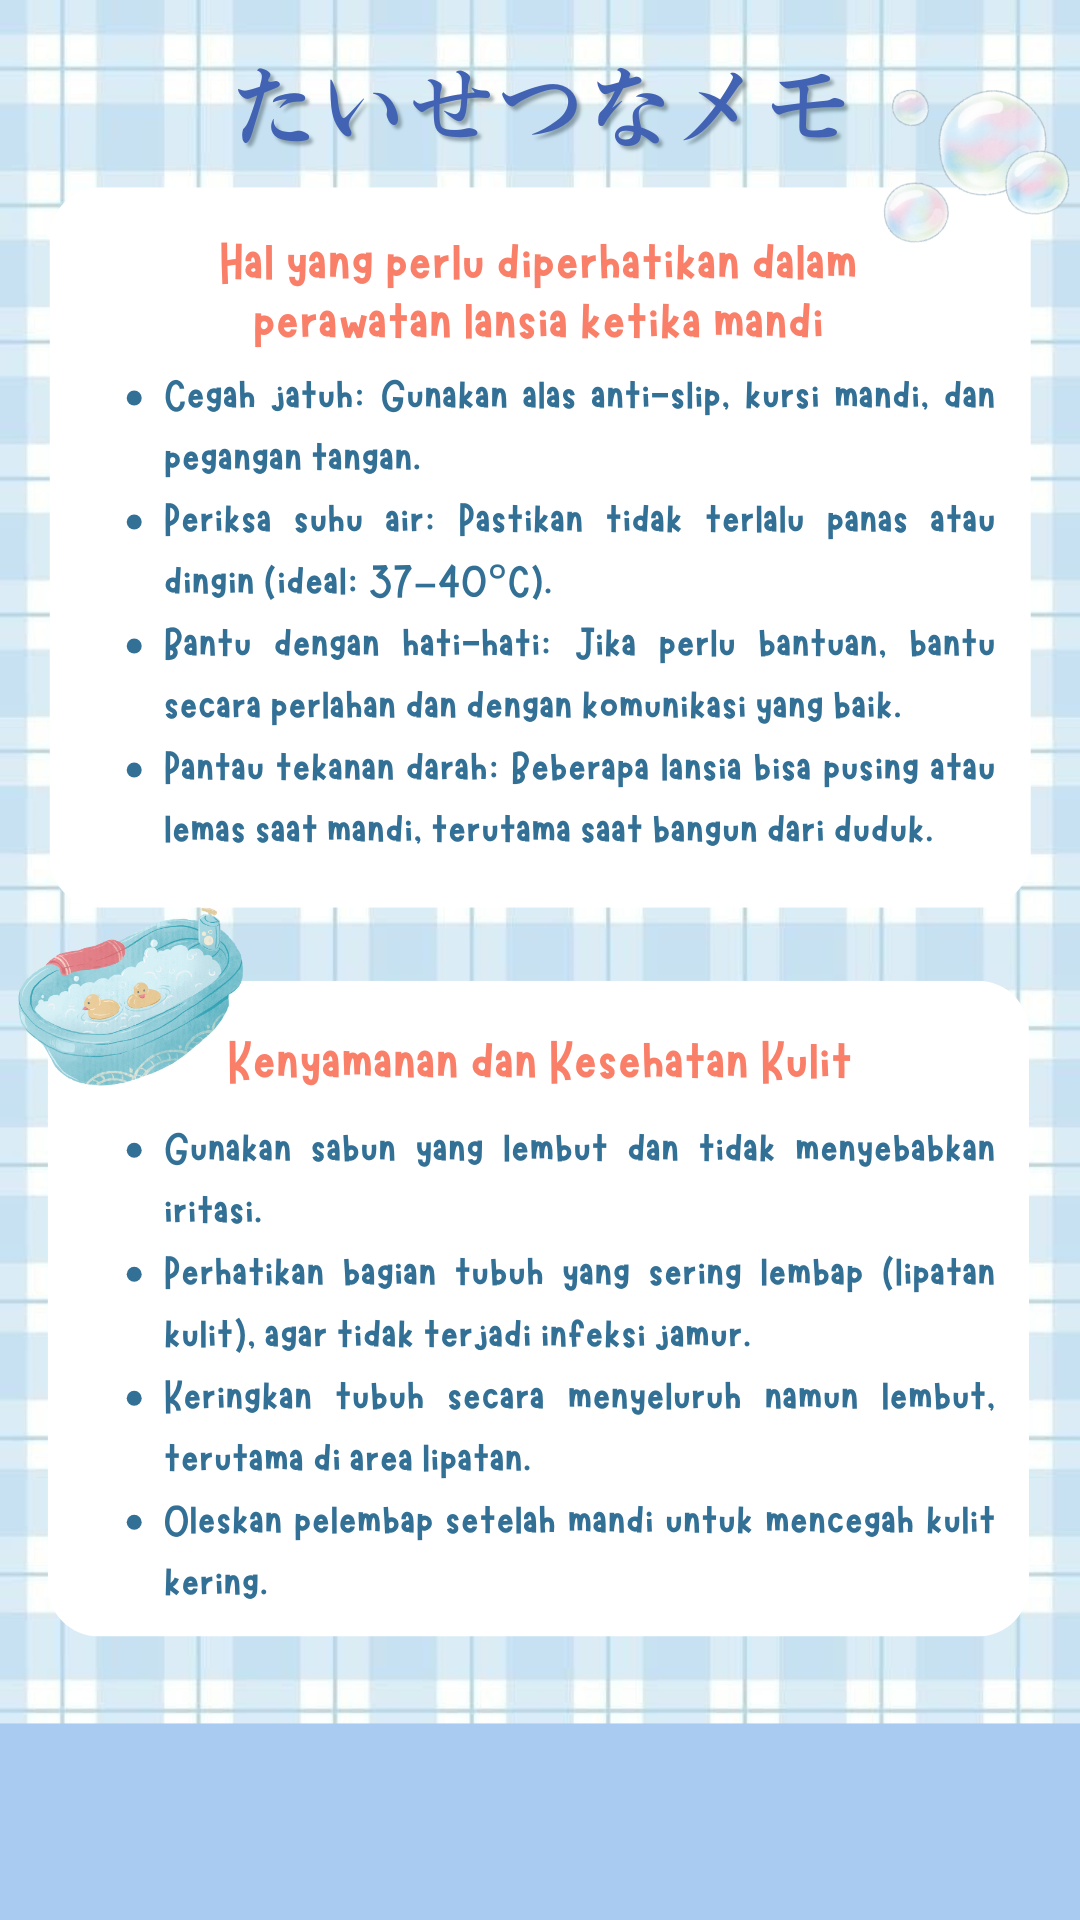 たいせつなメモ
Hal yang perlu diperhatikan dalam
perawatan lansia ketika mandi
• Cegah jatuh: Gunakan alas anti-slip, kursi mandi, dan
pegangan tangan.
• Periksa suhu air: Pastikan tidak terlalu panas atau
dingin (ideal: 37–40°C).
• Bantu dengan hati-hati: Jika perlu bantuan, bantu
secara perlahan dan dengan komunikasi yang baik.
• Pantau tekanan darah: Beberapa lansia bisa pusing atau
lemas saat mandi, terutama saat bangun dari duduk.
Kenyamanan dan Kesehatan Kulit
• Gunakan sabun yang lembut dan tidak menyebabkan
iritasi.
• Perhatikan bagian tubuh yang sering lembap (lipatan
kulit), agar tidak terjadi infeksi jamur.
• Keringkan tubuh secara menyeluruh namun lembut,
terutama di area lipatan.
• Oleskan pelembap setelah mandi untuk mencegah kulit
kering.